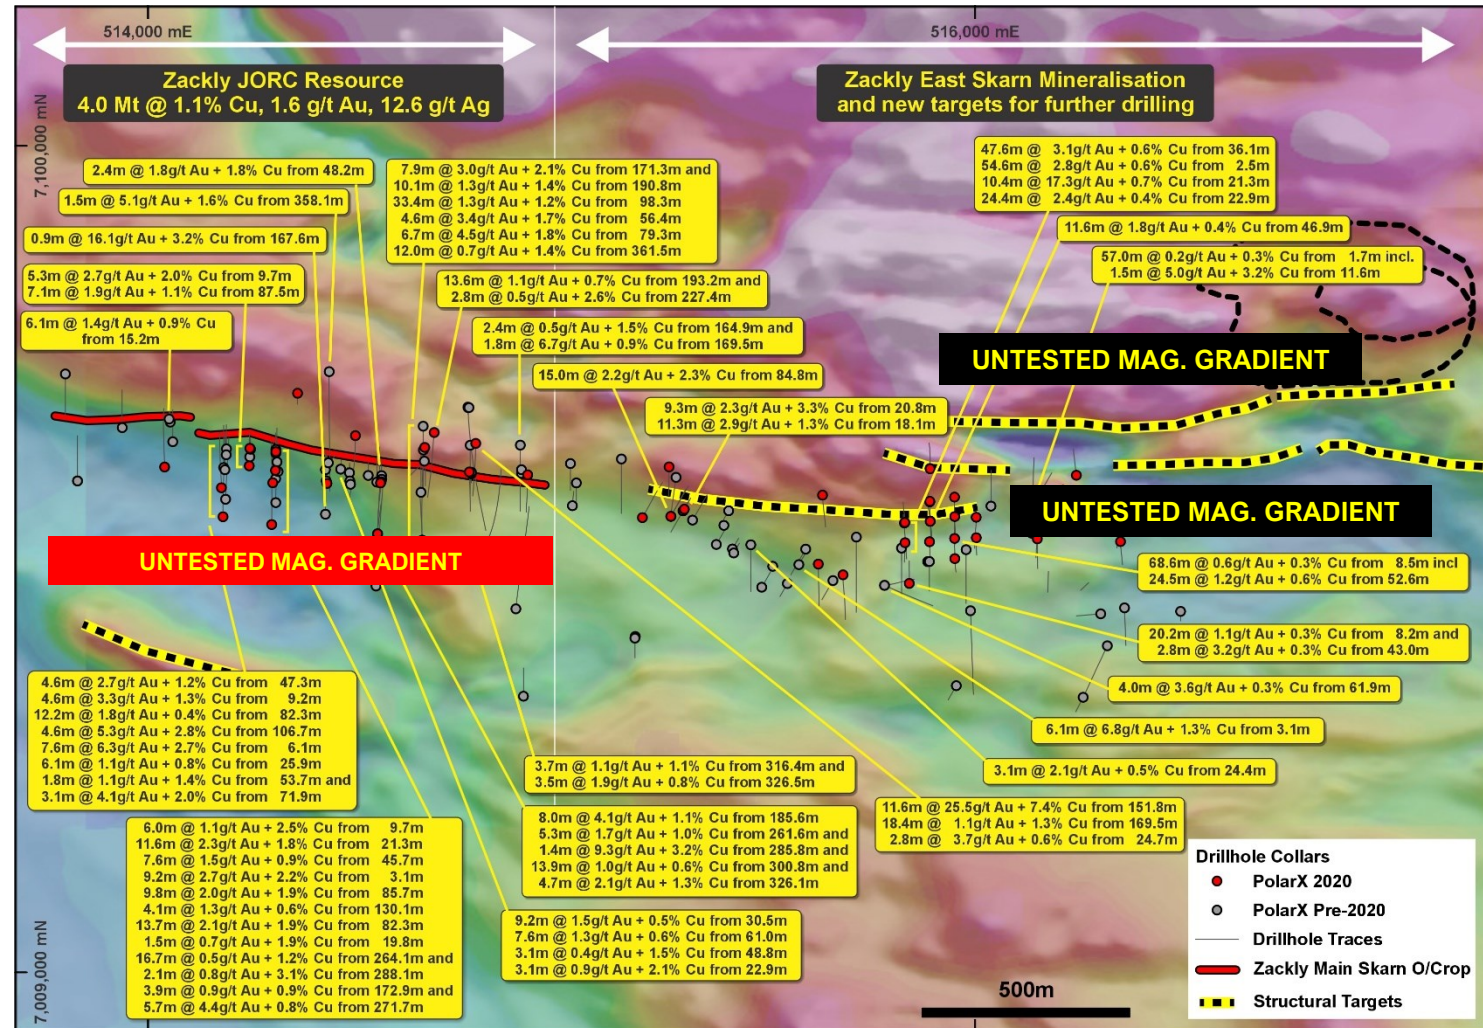 514,000 mE
516,000 mE
Zackly JORC Resource
4.0 Mt @ 1.1% Cu, 1.6 g/t Au, 12.6 g/t Ag
Zackly East Skarn Mineralisation
and new targets for further drilling
7,100,000 mN
2.4m @ 1.8g/t Au + 1.8% Cu from 48.2m
1.5m @ 5.1g/t Au + 1.6% Cu from 358.1m
0.9m @ 16.1g/t Au + 3.2% Cu from 167.6m
5.3m @ 2.7g/t Au + 2.0% Cu from 9.7m
7.1m @ 1.9g/t Au + 1.1% Cu from 87.5m
6.1m @ 1.4g/t Au + 0.9% Cu
from 15.2m
7.9m @ 3.0g/t Au + 2.1% Cu from 171.3m and
10.1m @ 1.3g/t Au + 1.4% Cu from 190.8m
33.4m @ 1.3g/t Au + 1.2% Cu from 98.3m
4.6m @ 3.4g/t Au + 1.7% Cu from 56.4m
6.7m @ 4.5g/t Au + 1.8% Cu from 79.3m
12.0m @ 0.7g/t Au + 1.4% Cu from 361.5m
13.6m @ 1.1g/t Au + 0.7% Cu from 193.2m and
2.8m @ 0.5g/t Au + 2.6% Cu from 227.4m
2.4m @ 0.5g/t Au + 1.5% Cu from 164.9m and
1.8m @ 6.7g/t Au + 0.9% Cu from 169.5m
15.0m @ 2.2g/t Au + 2.3% Cu from 84.8m
9.3m @ 2.3g/t Au + 3.3% Cu from 20.8m
11.3m @ 2.9g/t Au + 1.3% Cu from 18.1m
47.6m @ 3.1g/t Au + 0.6% Cu from 36.1m
54.6m @ 2.8g/t Au + 0.6% Cu from 2.5m
10.4m @ 17.3g/t Au + 0.7% Cu from 21.3m
24.4m @ 2.4g/t Au + 0.4% Cu from 22.9m
11.6m @ 1.8g/t Au + 0.4% Cu from 46.9m
57.0m @ 0.2g/t Au + 0.3% Cu from 1.7m incl.
1.5m @ 5.0g/t Au + 3.2% Cu from 11.6m
UNTESTED MAG. GRADIENT
UNTESTED MAG. GRADIENT
UNTESTED MAG. GRADIENT
68.6m @ 0.6g/t Au + 0.3% Cu from 8.5m incl
24.5m @ 1.2g/t Au + 0.6% Cu from 52.6m
20.2m @ 1.1g/t Au + 0.3% Cu from 8.2m and
2.8m @ 3.2g/t Au + 0.3% Cu from 43.0m
4.0m @ 3.6g/t Au + 0.3% Cu from 61.9m
6.1m @ 6.8g/t Au + 1.3% Cu from 3.1m
3.1m @ 2.1g/t Au + 0.5% Cu from 24.4m
11.6m @ 25.5g/t Au + 7.4% Cu from 151.8m
18.4m @ 1.1g/t Au + 1.3% Cu from 169.5m
2.8m @ 3.7g/t Au + 0.6% Cu from 24.7m
4.6m @ 2.7g/t Au + 1.2% Cu from 47.3m
4.6m @ 3.3g/t Au + 1.3% Cu from 9.2m
12.2m @ 1.8g/t Au + 0.4% Cu from 82.3m
4.6m @ 5.3g/t Au + 2.8% Cu from 106.7m
7.6m @ 6.3g/t Au + 2.7% Cu from 6.1m
6.1m @ 1.1g/t Au + 0.8% Cu from 25.9m
1.8m @ 1.1g/t Au + 1.4% Cu from 53.7m and
3.1m @ 4.1g/t Au + 2.0% Cu from 71.9m
6.0m @ 1.1g/t Au + 2.5% Cu from 9.7m
11.6m @ 2.3g/t Au + 1.8% Cu from 21.3m
7.6m @ 1.5g/t Au + 0.9% Cu from 45.7m
9.2m @ 2.7g/t Au + 2.2% Cu from 3.1m
9.8m @ 2.0g/t Au + 1.9% Cu from 85.7m
4.1m @ 1.3g/t Au + 0.6% Cu from 130.1m
13.7m @ 2.1g/t Au + 1.9% Cu from 82.3m
1.5m @ 0.7g/t Au + 1.9% Cu from 19.8m
16.7m @ 0.5g/t Au + 1.2% Cu from 264.1m and
2.1m @ 0.8g/t Au + 3.1% Cu from 288.1m
3.9m @ 0.9g/t Au + 0.9% Cu from 172.9m and
5.7m @ 4.4g/t Au + 0.8% Cu from 271.7m
3.7m @ 1.1g/t Au + 1.1% Cu from 316.4m and
3.5m @ 1.9g/t Au + 0.8% Cu from 326.5m
8.0m @ 4.1g/t Au + 1.1% Cu from 185.6m
5.3m @ 1.7g/t Au + 1.0% Cu from 261.6m and
1.4m @ 9.3g/t Au + 3.2% Cu from 285.8m and
13.9m @ 1.0g/t Au + 0.6% Cu from 300.8m and
4.7m @ 2.1g/t Au + 1.3% Cu from 326.1m
9.2m @ 1.5g/t Au + 0.5% Cu from 30.5m
7.6m @ 1.3g/t Au + 0.6% Cu from 61.0m
3.1m @ 0.4g/t Au + 1.5% Cu from 48.8m
3.1m @ 0.9g/t Au + 2.1% Cu from 22.9m
7,009,000 mN
500m
Drillhole Collars
PolarX 2020
PolarX Pre-2020
Drillhole Traces
Zackly Main Skarn O/Crop
Structural Targets